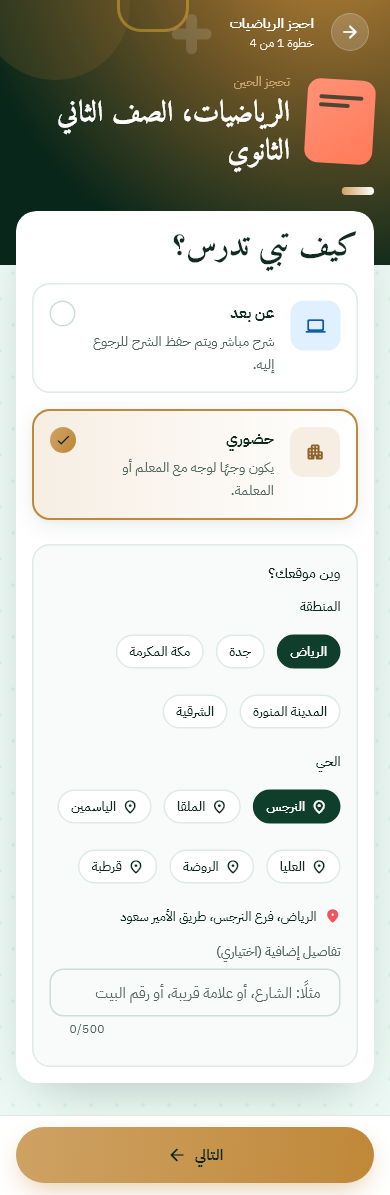 احجز الرياضيات
خطوة 1 من 4
تحجز الحين
الرياضيات، الصف الثاني
الثانوي
كيف تبي تدرس؟
عن بعد
شرح مباشر ويتم حفظ الشرح للرجوع
إليه.
حضوري
يكون وجهًا لوجه مع المعلم أو
المعلمة.
وين موقعك؟
المنطقة
الرياض
جدة
مكة المكرمة
المدينة المنورة
الشرقية
الحي
النرجس
الملقا
الياسمين
العليا
الروضة
قرطبة
الرياض، فرع النرجس، طريق الأمير سعود
تفاصيل إضافية (اختياري)
مثلًا: الشارع، أو علامة قريبة، أو رقم البيت
0/500
التالي